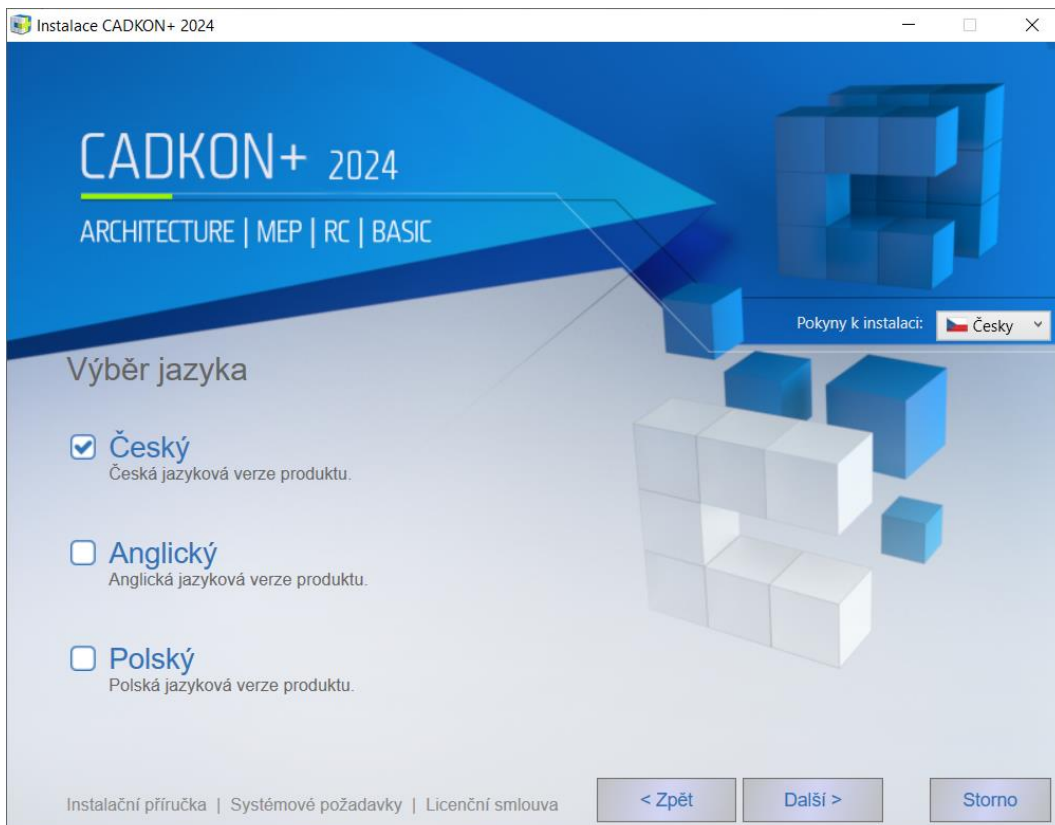 Instalace CADKON+ 2024
CADKON+ 2024
ARCHITECTURE | MEP | RC | BASIC
Pokyny k instalaci: Česky
Výběr jazyka
Český
Česká jazyková verze produktu.
Anglický
Anglická jazyková verze produktu.
Polský
Polská jazyková verze produktu.
Instalační příručka | Systémové požadavky | Licenční smlouva
< Zpět
Další >
Storno